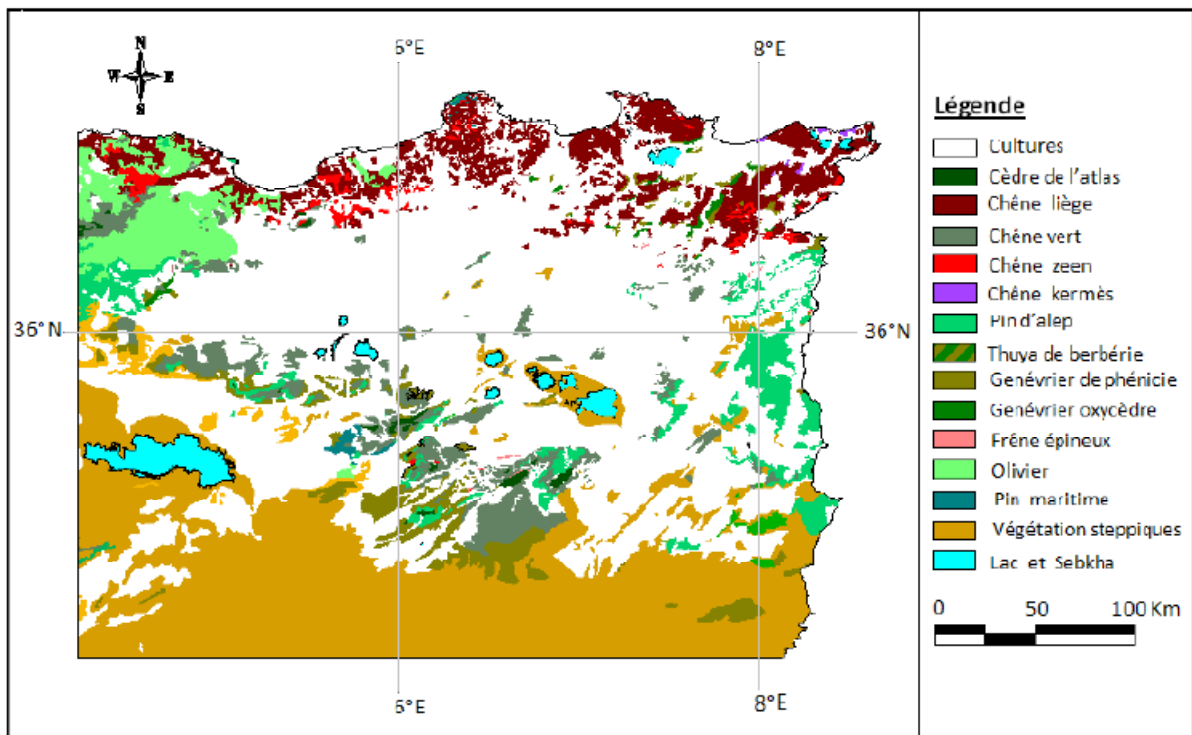 N
W E
S
6°E
8°E
36°N
36°N
6°E
8°E
Légende
Cultures
Cèdre de l'atlas
Chêne liège
Chêne vert
Chêne zeen
Chêne kermès
Pin d'alep
Thuya de berbérie
Genévrier de phénicie
Genévrier oxycèdre
Frêne épineux
Olivier
Pin maritime
Végétation steppiques
Lac et Sebkha
0 50 100 Km